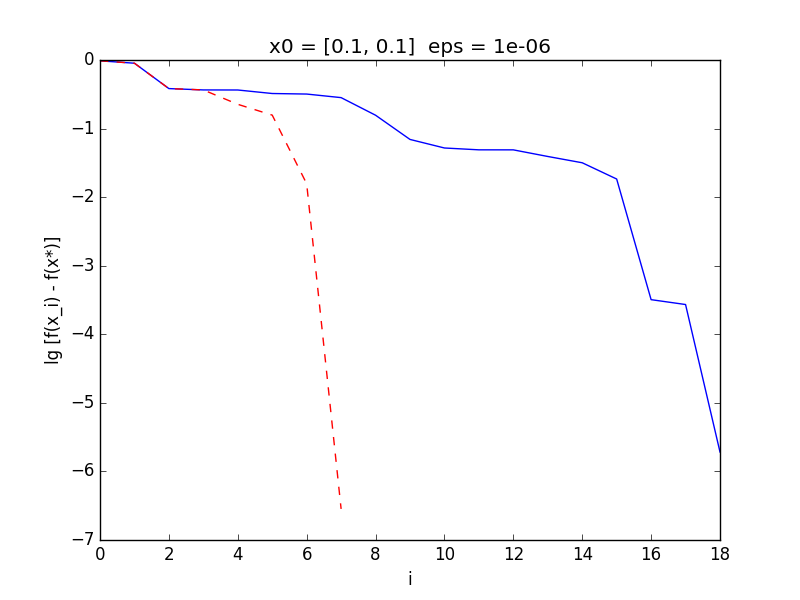 x0 = [0.1, 0.1]  eps = 1e-06
0
−1
−2
−3
−4
−5
−6
−7
lg [f(x_i) - f(x*)]
0 2 4 6 8 10 12 14 16 18
i